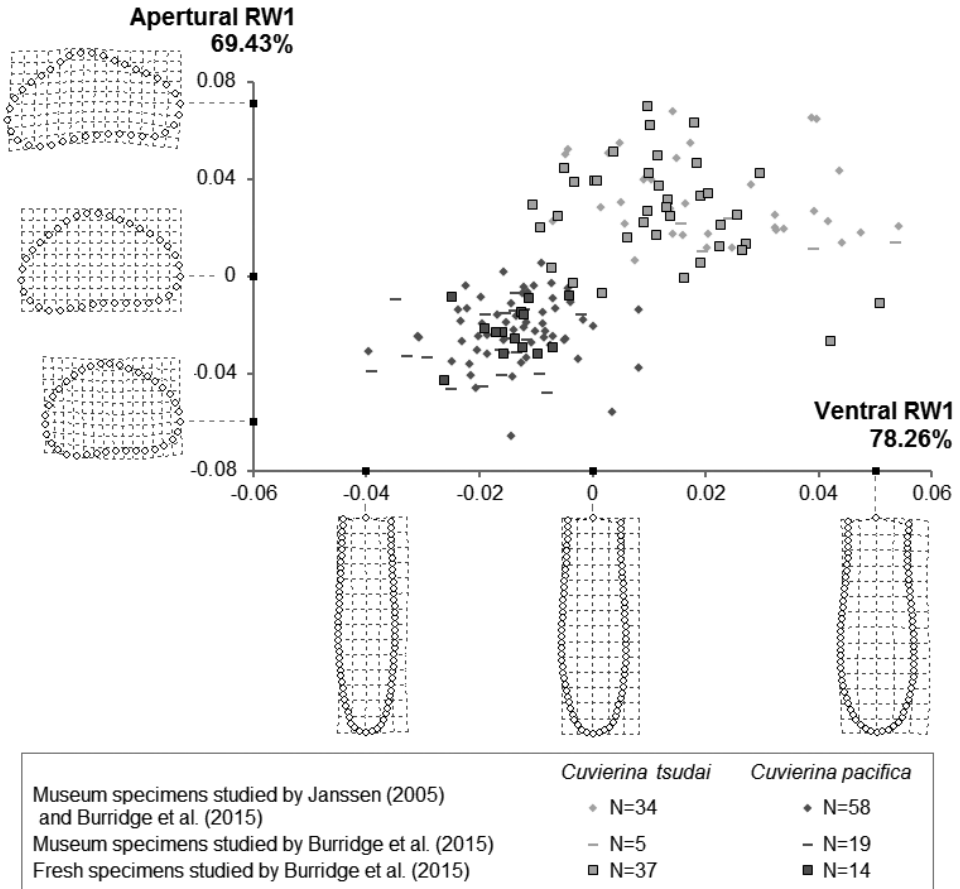 Apertural RW1
69.43%
0.08
0.04
0
-0.04
-0.08
Ventral RW1
78.26%
-0.06
-0.04
-0.02
0
0.02
0.04
0.06
Cuvierina tsudai
Cuvierina pacifica
Museum specimens studied by Janssen (2005)
and Burridge et al. (2015)
N=34
N=58
Museum specimens studied by Burridge et al. (2015)
N=5
N=19
Fresh specimens studied by Burridge et al. (2015)
N=37
N=14